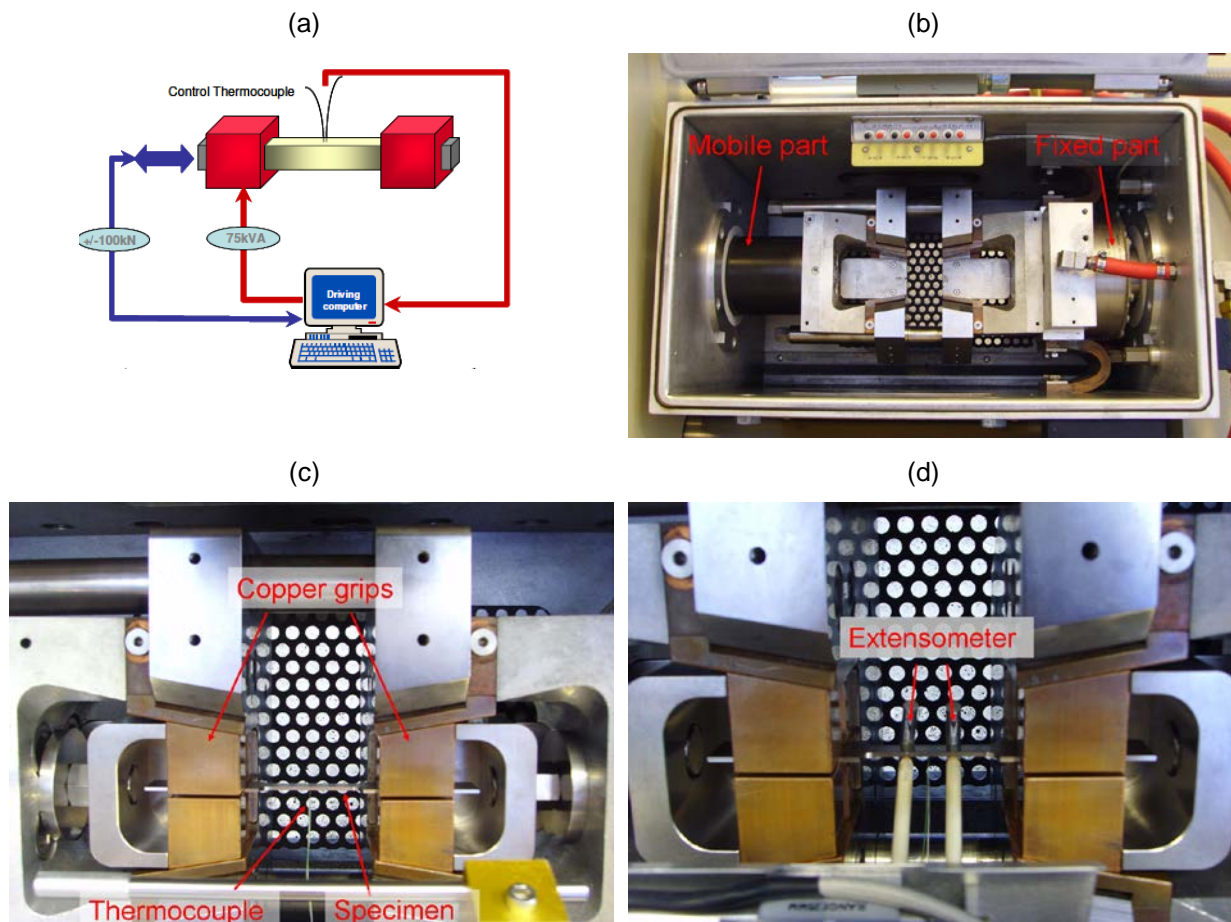 (a)
Control Thermocouple
+/-100kN
75kVA
Driving
computer
(b)
Mobile part
Fixed part
(c)
Copper grips
Thermocouple
Specimen
(d)
Extensometer